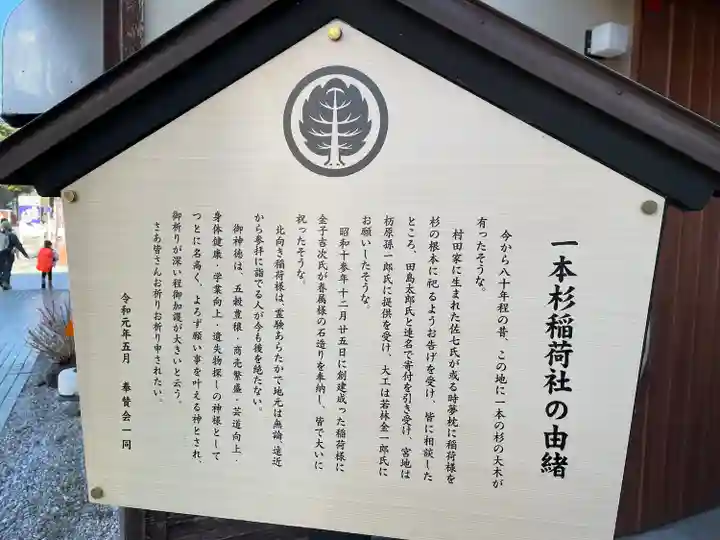 一本杉稲荷社の由緒
今から八十年程の昔、この地に一本の杉の大木が
有ったそうな。
村田家に生まれた佐七氏が或る時夢枕に稲荷様を
杉の根本に祀るようお告げを受け、皆に相談した
ところ、田島太郎氏と連名で寄付を引き受け、宮地は
枋原孫一郎氏に提供を受け、大工は若林金一郎氏に
お願いしたそうな。
昭和十参年十二月廿五日に創建成った稲荷様に
金子吉次氏が眷属様の石造りを奉納し、皆で大いに
祝ったそうな。
北向き稲荷様は、霊験あらたかで地元は無論、遠近
から参拝に詣でる人が今も後を絶たない。
御神徳は、五穀豊穣・商売繁盛・芸道向上・
身体健康・学業向上・遺失物探しの神様として
つとに名高く、よろず願い事を叶える神とされ、
御祈りが深い程御加護が大きいと云う。
さあ皆さんお祈りお祈り申されたい。
令和元年五月　奉賛会一同